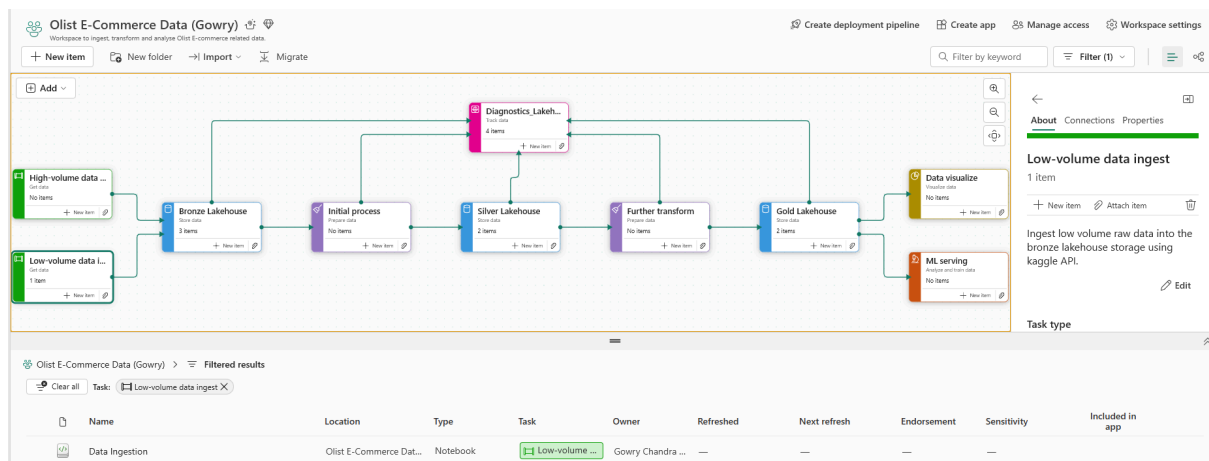 Olist E-Commerce Data (Gowry)
Workspace to ingest, transform and analyse Olist E-commerce related data.
Create deployment pipeline
Create app
Manage access
Workspace settings
New item
New folder
Import
Migrate
Filter by keyword
Filter (1)
Add
Diagnostics_Lakeh...
Track data
4 items
New item
High-volume data ...
Get data
No items
New item
Bronze Lakehouse
Store data
3 items
New item
Initial process
Prepare data
No items
New item
Silver Lakehouse
Store data
2 items
New item
Further transform
Prepare data
No items
New item
Gold Lakehouse
Store data
2 items
New item
Data visualize
Visualize data
No items
New item
Low-volume data i...
Get data
1 item
New item
ML serving
Analyze and train data
No items
New item
About Connections Properties
Low-volume data ingest
1 item
New item Attach item
Ingest low volume raw data into the
bronze lakehouse storage using
kaggle API.
Edit
Task type
Olist E-Commerce Data (Gowry) > Filtered results
Clear all Task: Low-volume data ingest
Name Location Type Task Owner Refreshed Next refresh Endorsement Sensitivity Included in
app
Data Ingestion Olist E-Commerce Dat... Notebook Low-volume ... Gowry Chandra ... — — — —